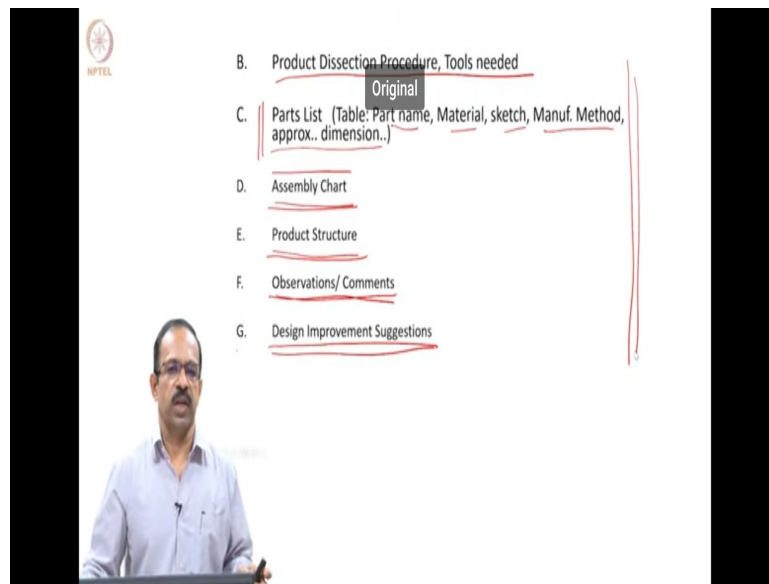 NPTEL
B. Product Dissection Procedure, Tools needed
Original
C. Parts List (Table: Part name, Material, sketch, Manuf. Method,
approx.. dimension..)
D. Assembly Chart
E. Product Structure
F. Observations/ Comments
G. Design Improvement Suggestions